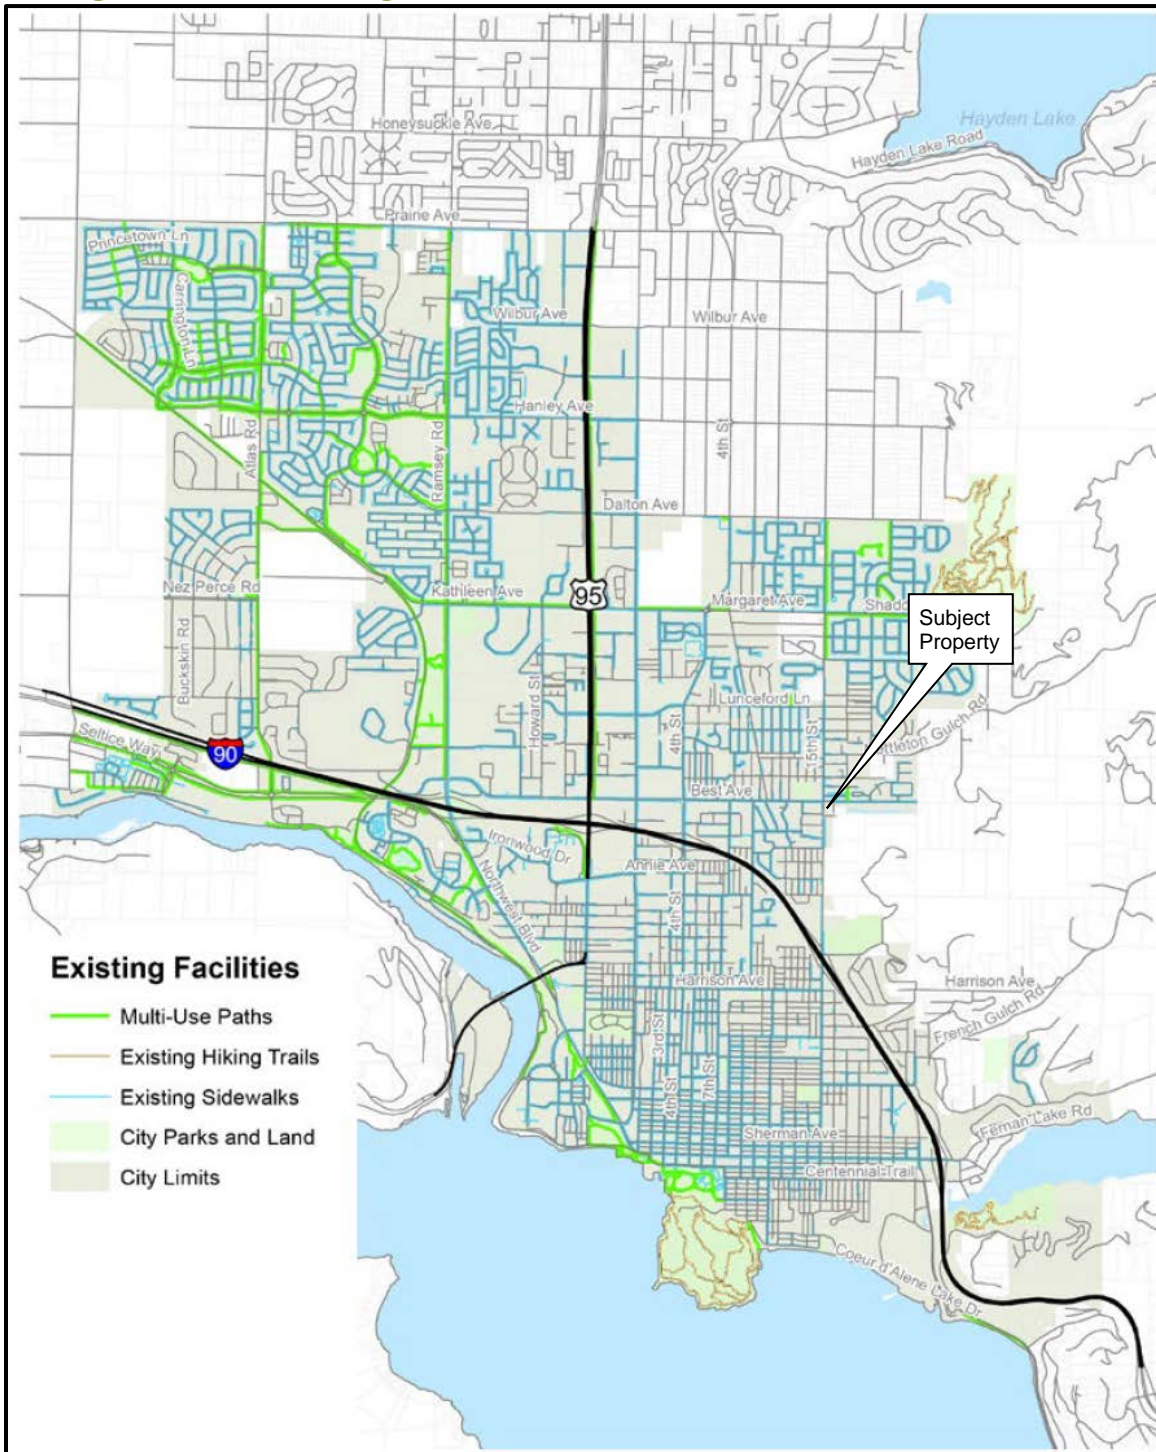 Hayden Lake
Honeysuckle Ave
Hayden Lake Road
Prairie Ave
Princetown Ln
Carrington Ln
Wilbur Ave
Wilbur Ave
Hanley Ave
Atlas Rd
Ramsey Rd
4th St
Dalton Ave
Nez Perce Rd
Kathleen Ave
95
Margaret Ave
Subject
Property
Buckskin Rd
Howard St
4th St
Lunceford Ln
15th St
Seltice Way
90
Best Ave
Ironwood Dr
Annie Ave
Northwest Blvd
4th St
Existing Facilities
Multi-Use Paths
Existing Hiking Trails
Existing Sidewalks
City Parks and Land
City Limits
Harrison Ave
Harrison Ave
French Gulch Rd
3rd St
4th St
7th St
Fernan Lake Rd
Sherman Ave
Centennial Trail
Coeur d'Alene Lake Dr